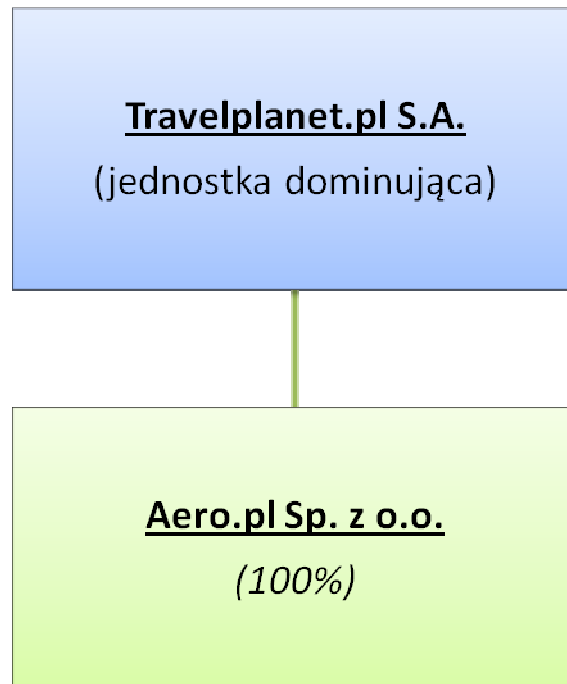 Travelplanet.pl S.A.
(jednostka dominująca)
Aero.pl Sp. z o.o.
(100%)